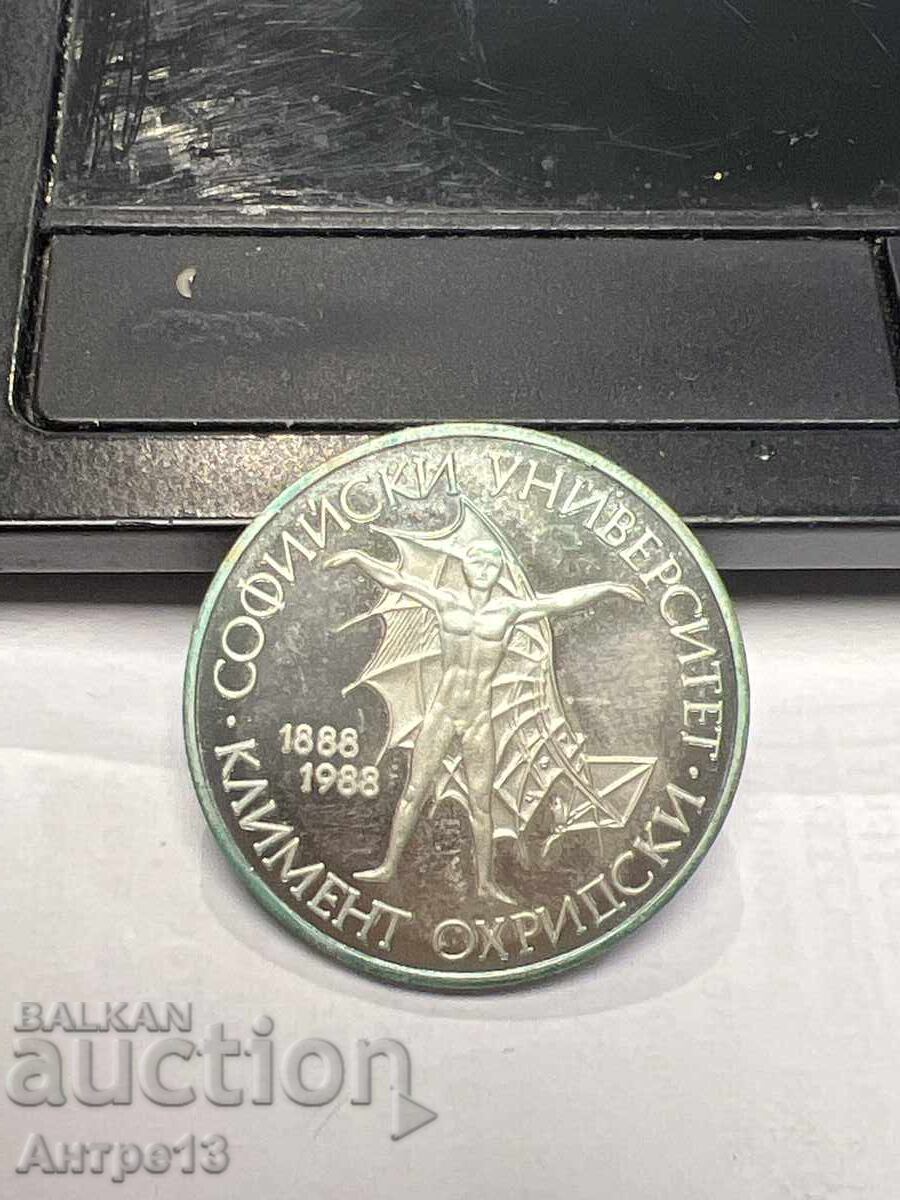 СОФИЙСКИ УНИВЕРСИТЕТ
· КЛИМЕНТ ОХРИДСКИ ·
1888
1988
BALKAN
auction
Антре13